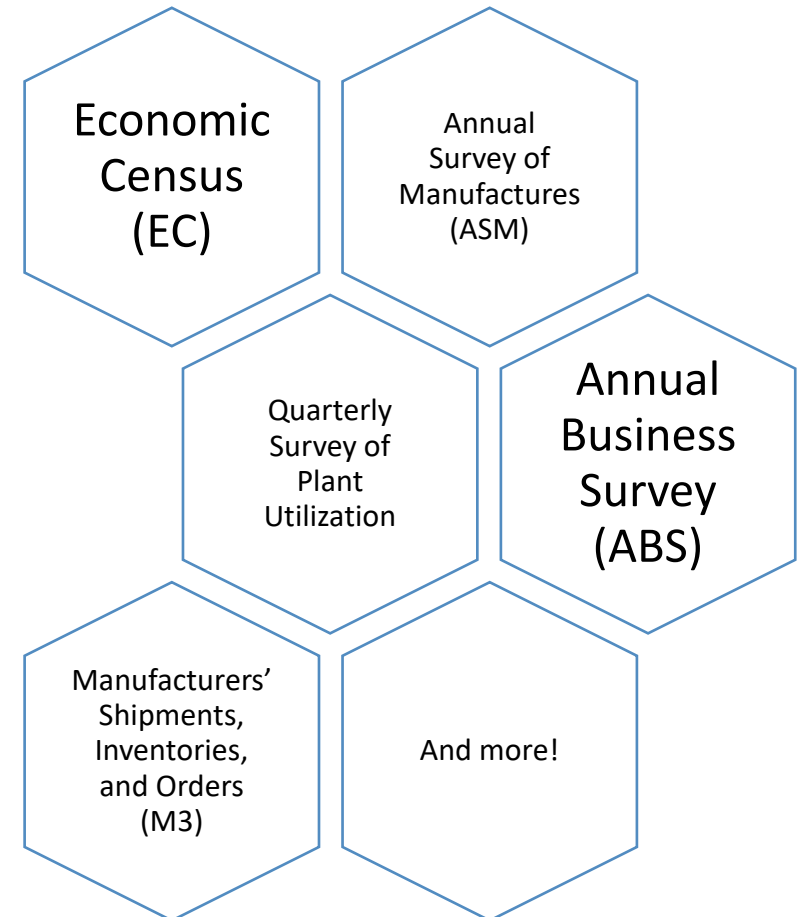 Economic
Census
(EC)
Annual
Survey of
Manufactures
(ASM)
Quarterly
Survey of
Plant
Utilization
Annual
Business
Survey
(ABS)
Manufacturers’
Shipments,
Inventories,
and Orders
(M3)
And more!